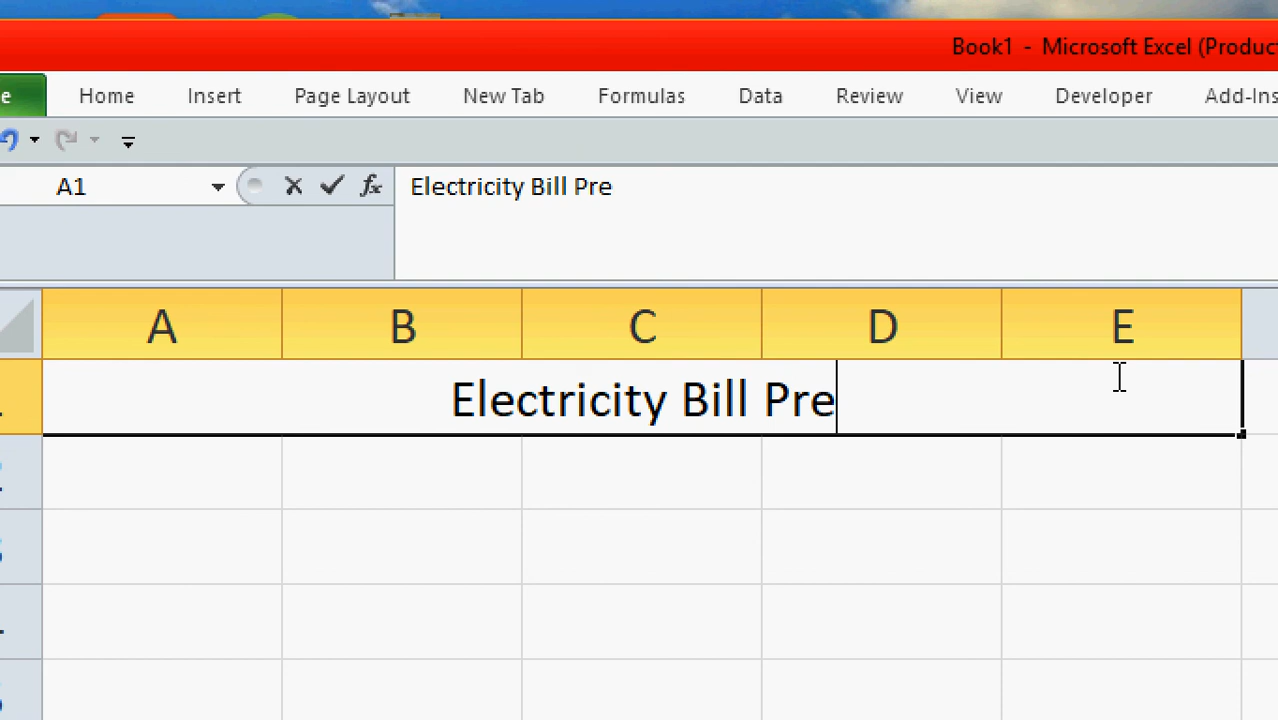 Book1 - Microsoft Excel (Product
e Home Insert Page Layout New Tab Formulas Data Review View Developer Add-Ins
A1 fx Electricity Bill Pre
A B C D E
Electricity Bill Pre